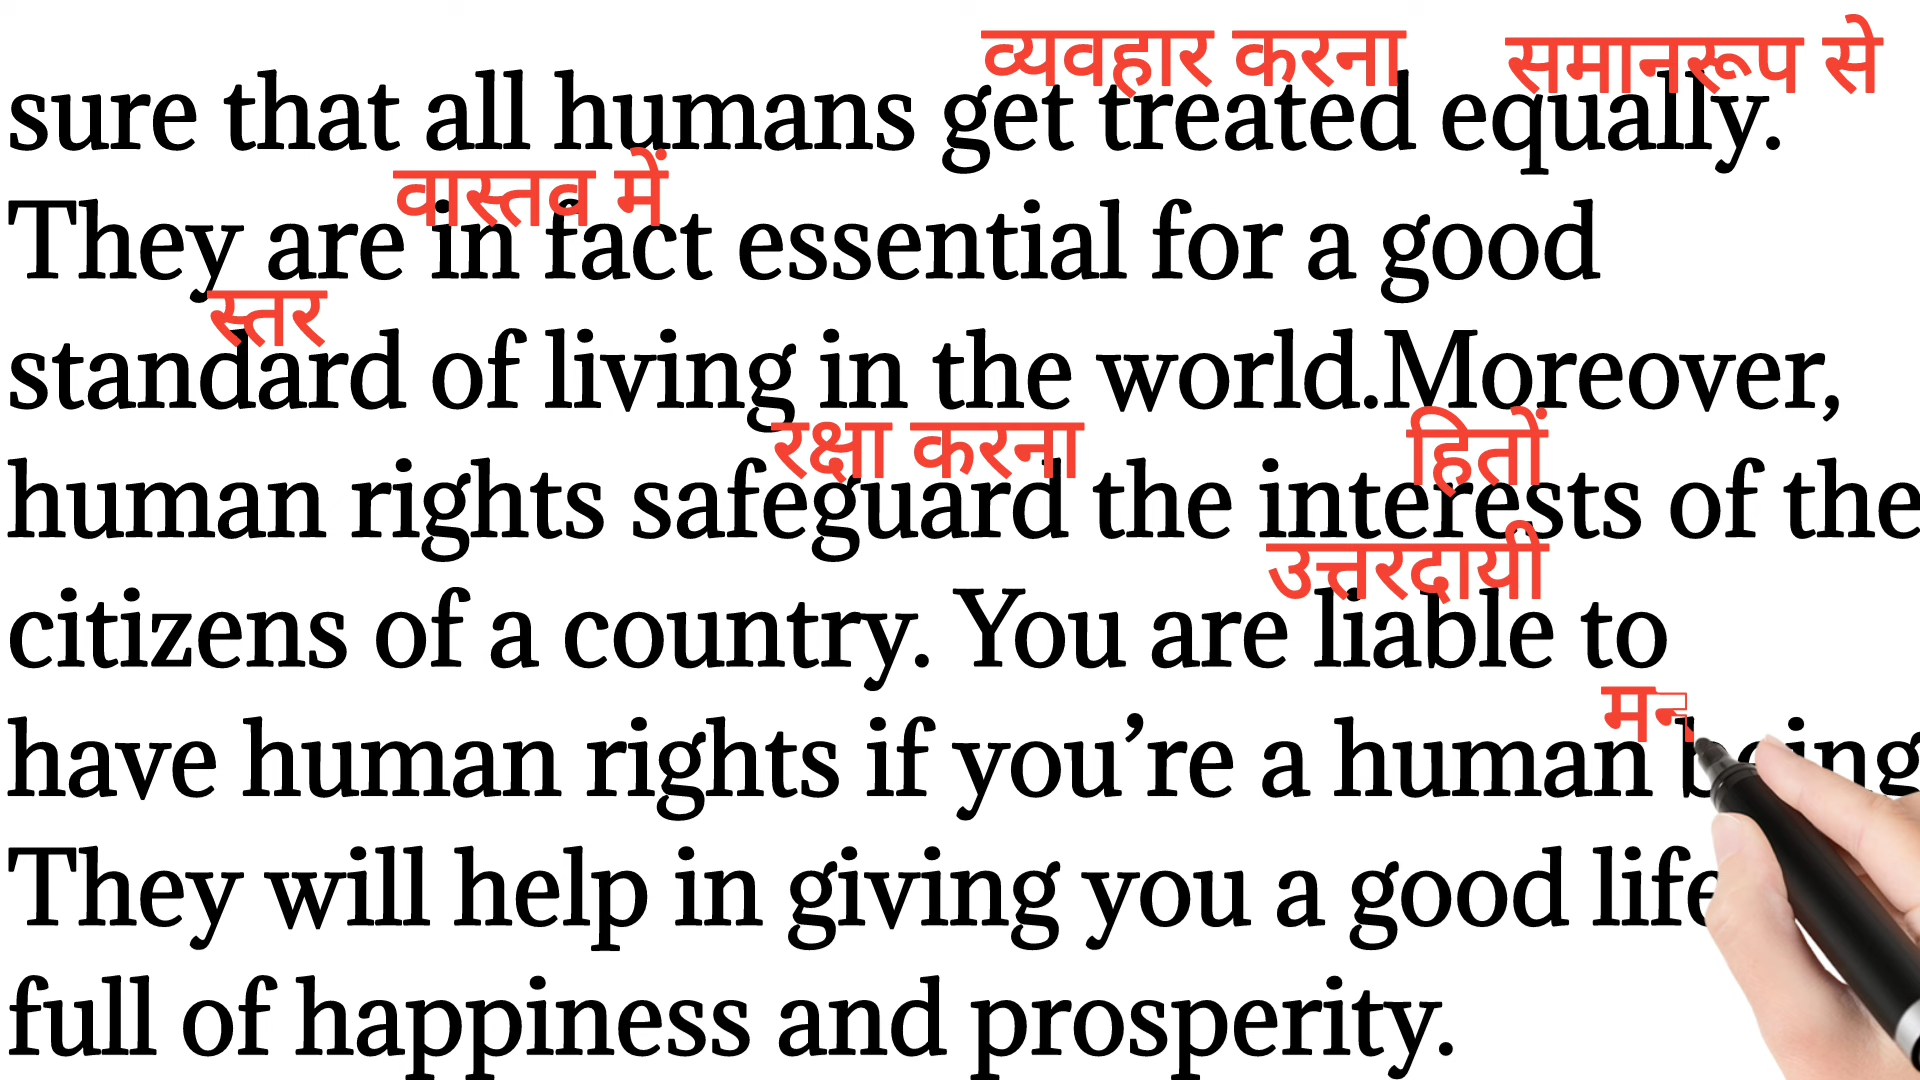 व्यवहार करना समानरूप से
sure that all humans get treated equally.
वास्तव में
They are in fact essential for a good
स्तर
standard of living in the world.Moreover,
रक्षा करना हितों
human rights safeguard the interests of the
उत्तरदायी
citizens of a country. You are liable to
have human rights if you’re a human being
They will help in giving you a good life
full of happiness and prosperity.